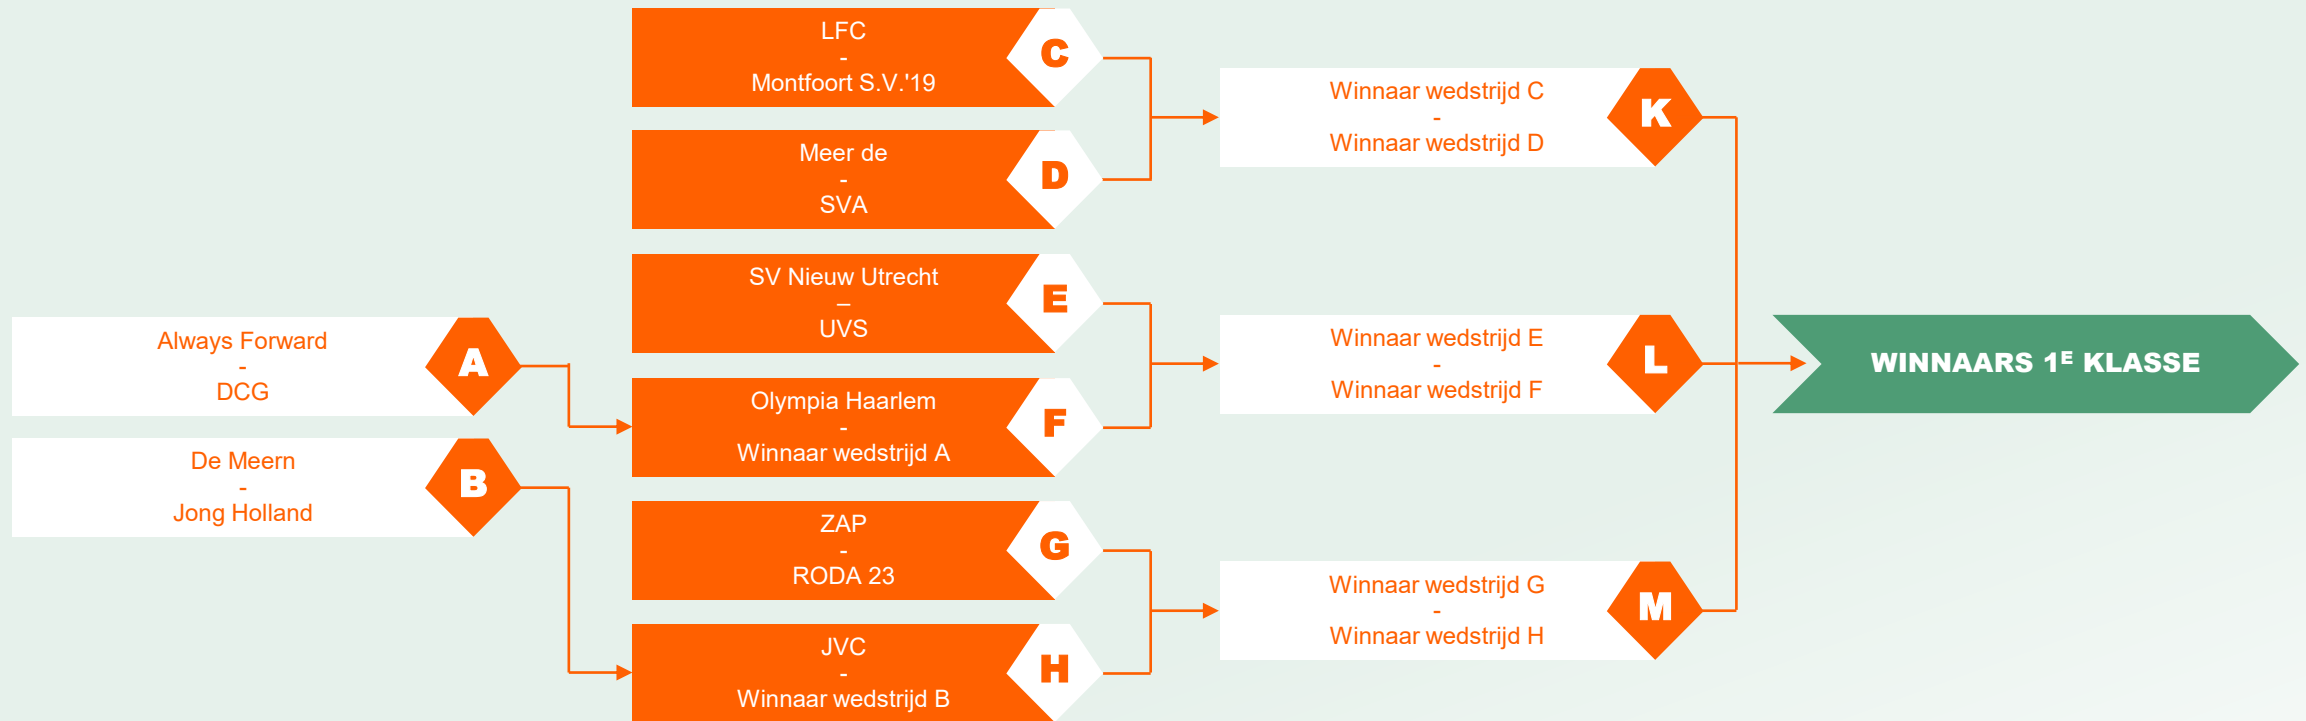 Always Forward
-
DCG
A
De Meern
-
Jong Holland
B
LFC
-
Montfoort S.V.'19
C
Meer de
-
SVA
D
SV Nieuw Utrecht
–
UVS
E
Olympia Haarlem
-
Winnaar wedstrijd A
F
ZAP
-
RODA 23
G
JVC
-
Winnaar wedstrijd B
H
Winnaar wedstrijd C
-
Winnaar wedstrijd D
K
Winnaar wedstrijd E
-
Winnaar wedstrijd F
L
Winnaar wedstrijd G
-
Winnaar wedstrijd H
M
WINNAARS 1E KLASSE